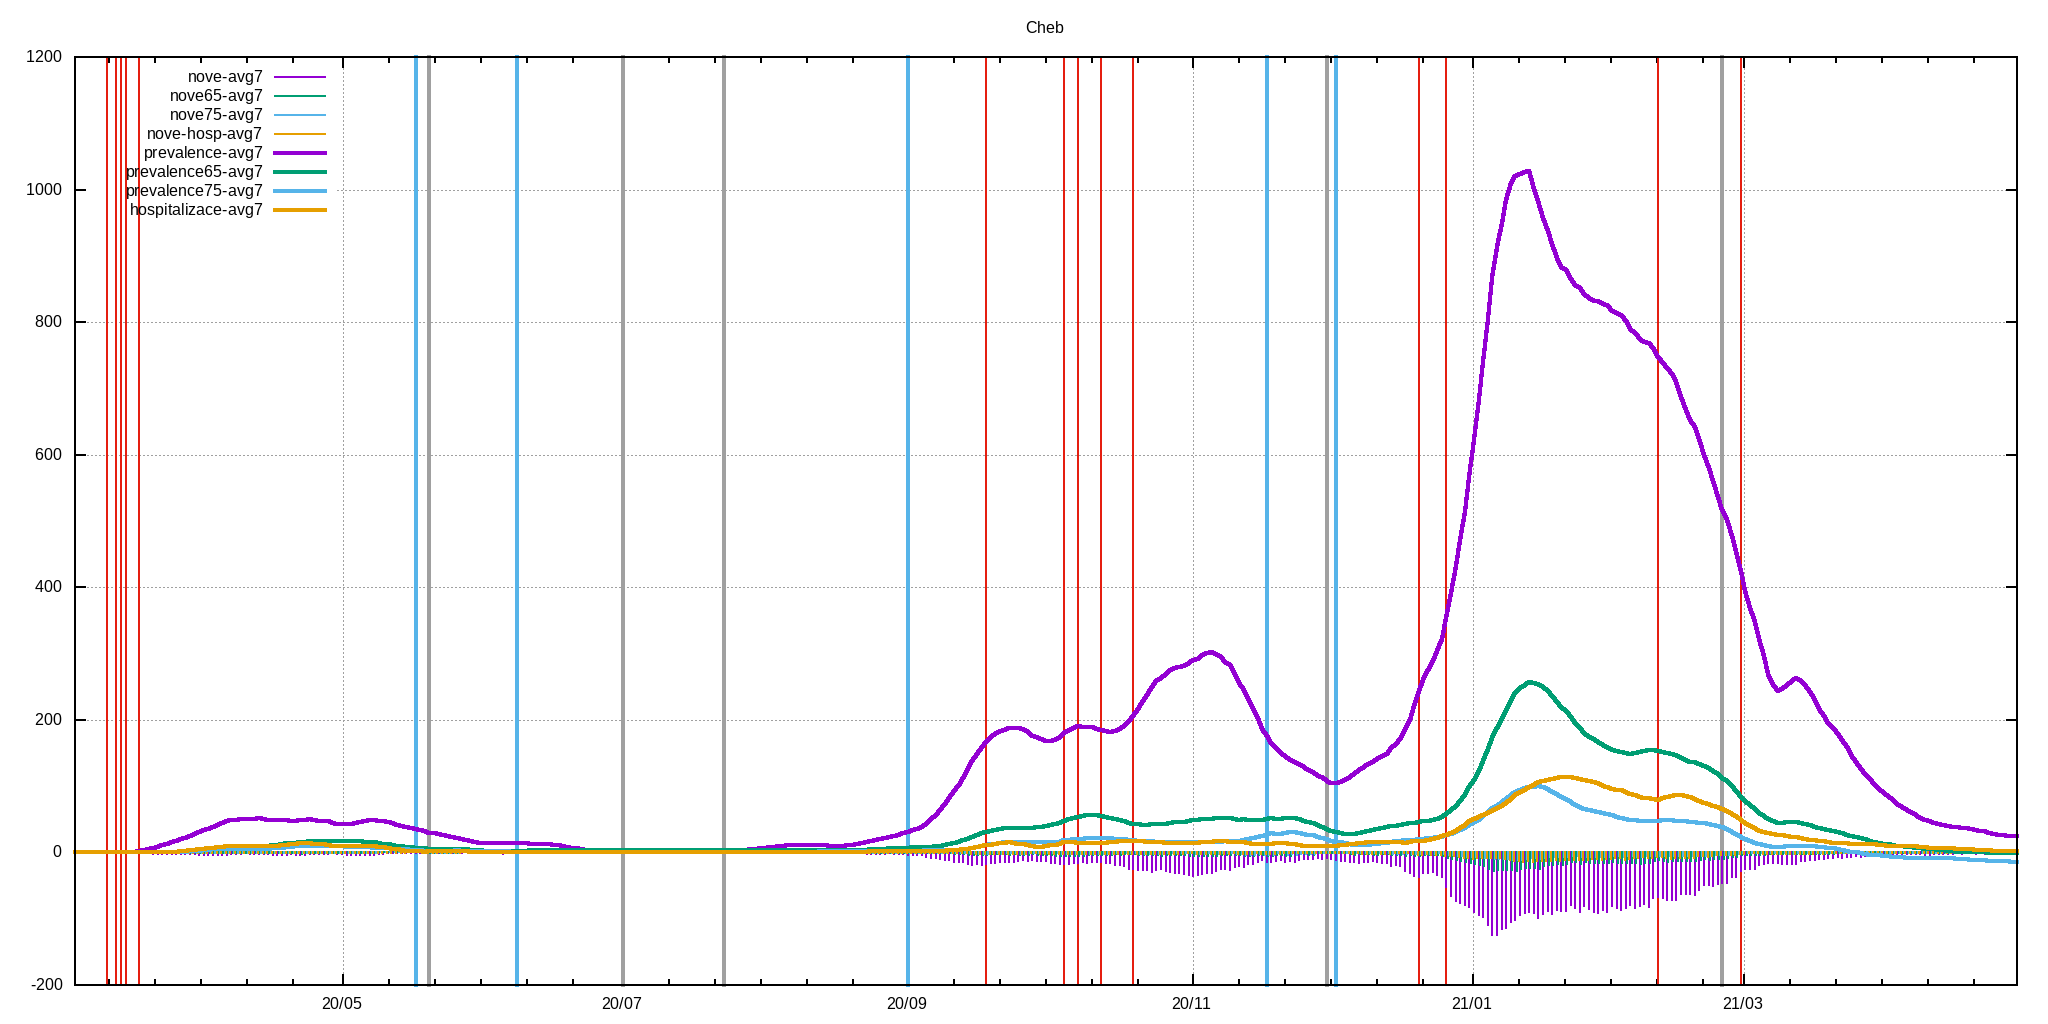 Cheb
1200
1000
800
600
400
200
0
-200
nove-avg7
nove65-avg7
nove75-avg7
nove-hosp-avg7
prevalence-avg7
prevalence65-avg7
prevalence75-avg7
hospitalizace-avg7
20/05 20/07 20/09 20/11 21/01 21/03